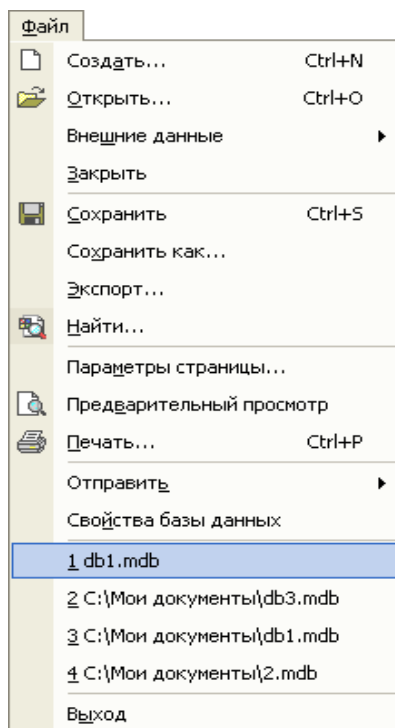 Файл
Создать... Ctrl+N
Открыть... Ctrl+O
Внешние данные
Закрыть
Сохранить Ctrl+S
Сохранить как...
Экспорт...
Найти...
Параметры страницы...
Предварительный просмотр
Печать... Ctrl+P
Отправить
Свойства базы данных
1 db1.mdb
2 C:\Мои документы\db3.mdb
3 C:\Мои документы\db1.mdb
4 C:\Мои документы\2.mdb
Выход